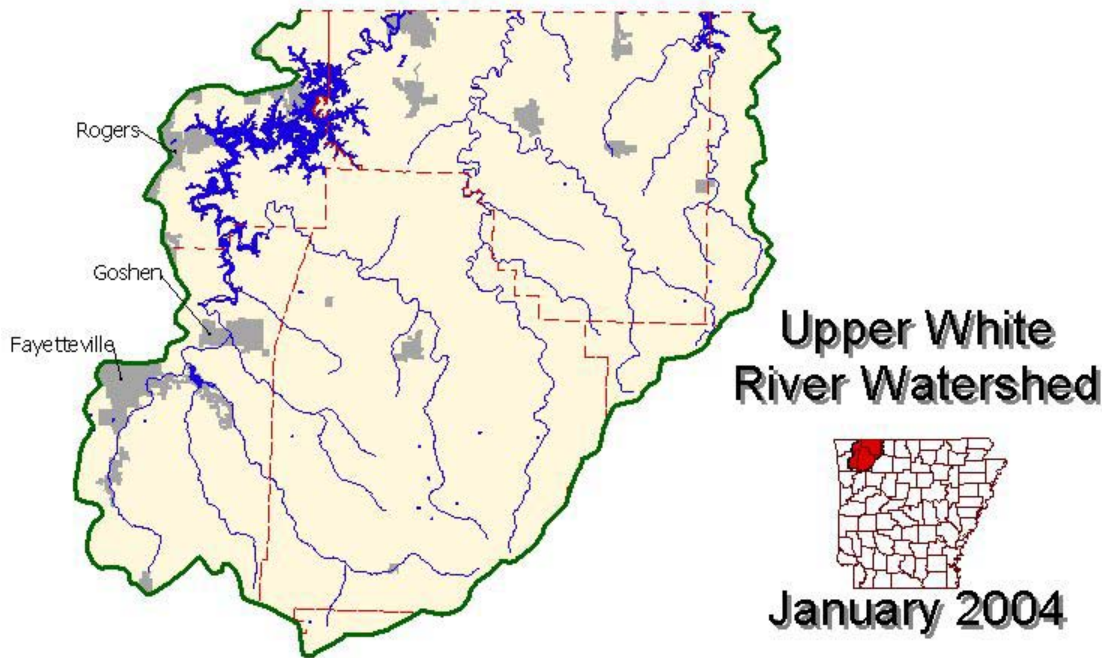 Rogers
Goshen
Fayetteville
Upper White
River Watershed
January 2004